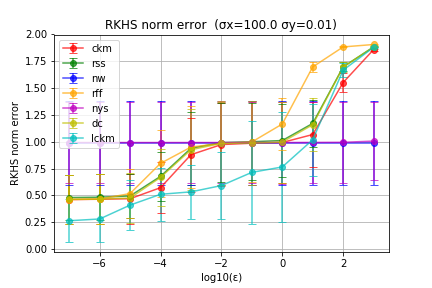 RKHS norm error  (σx=100.0 σy=0.01)
2.00
1.75
1.50
1.25
1.00
0.75
0.50
0.25
0.00
RKHS norm error
ckm
rss
nw
rff
nys
dc
lckm
−6 −4 −2 0 2
log10(ε)